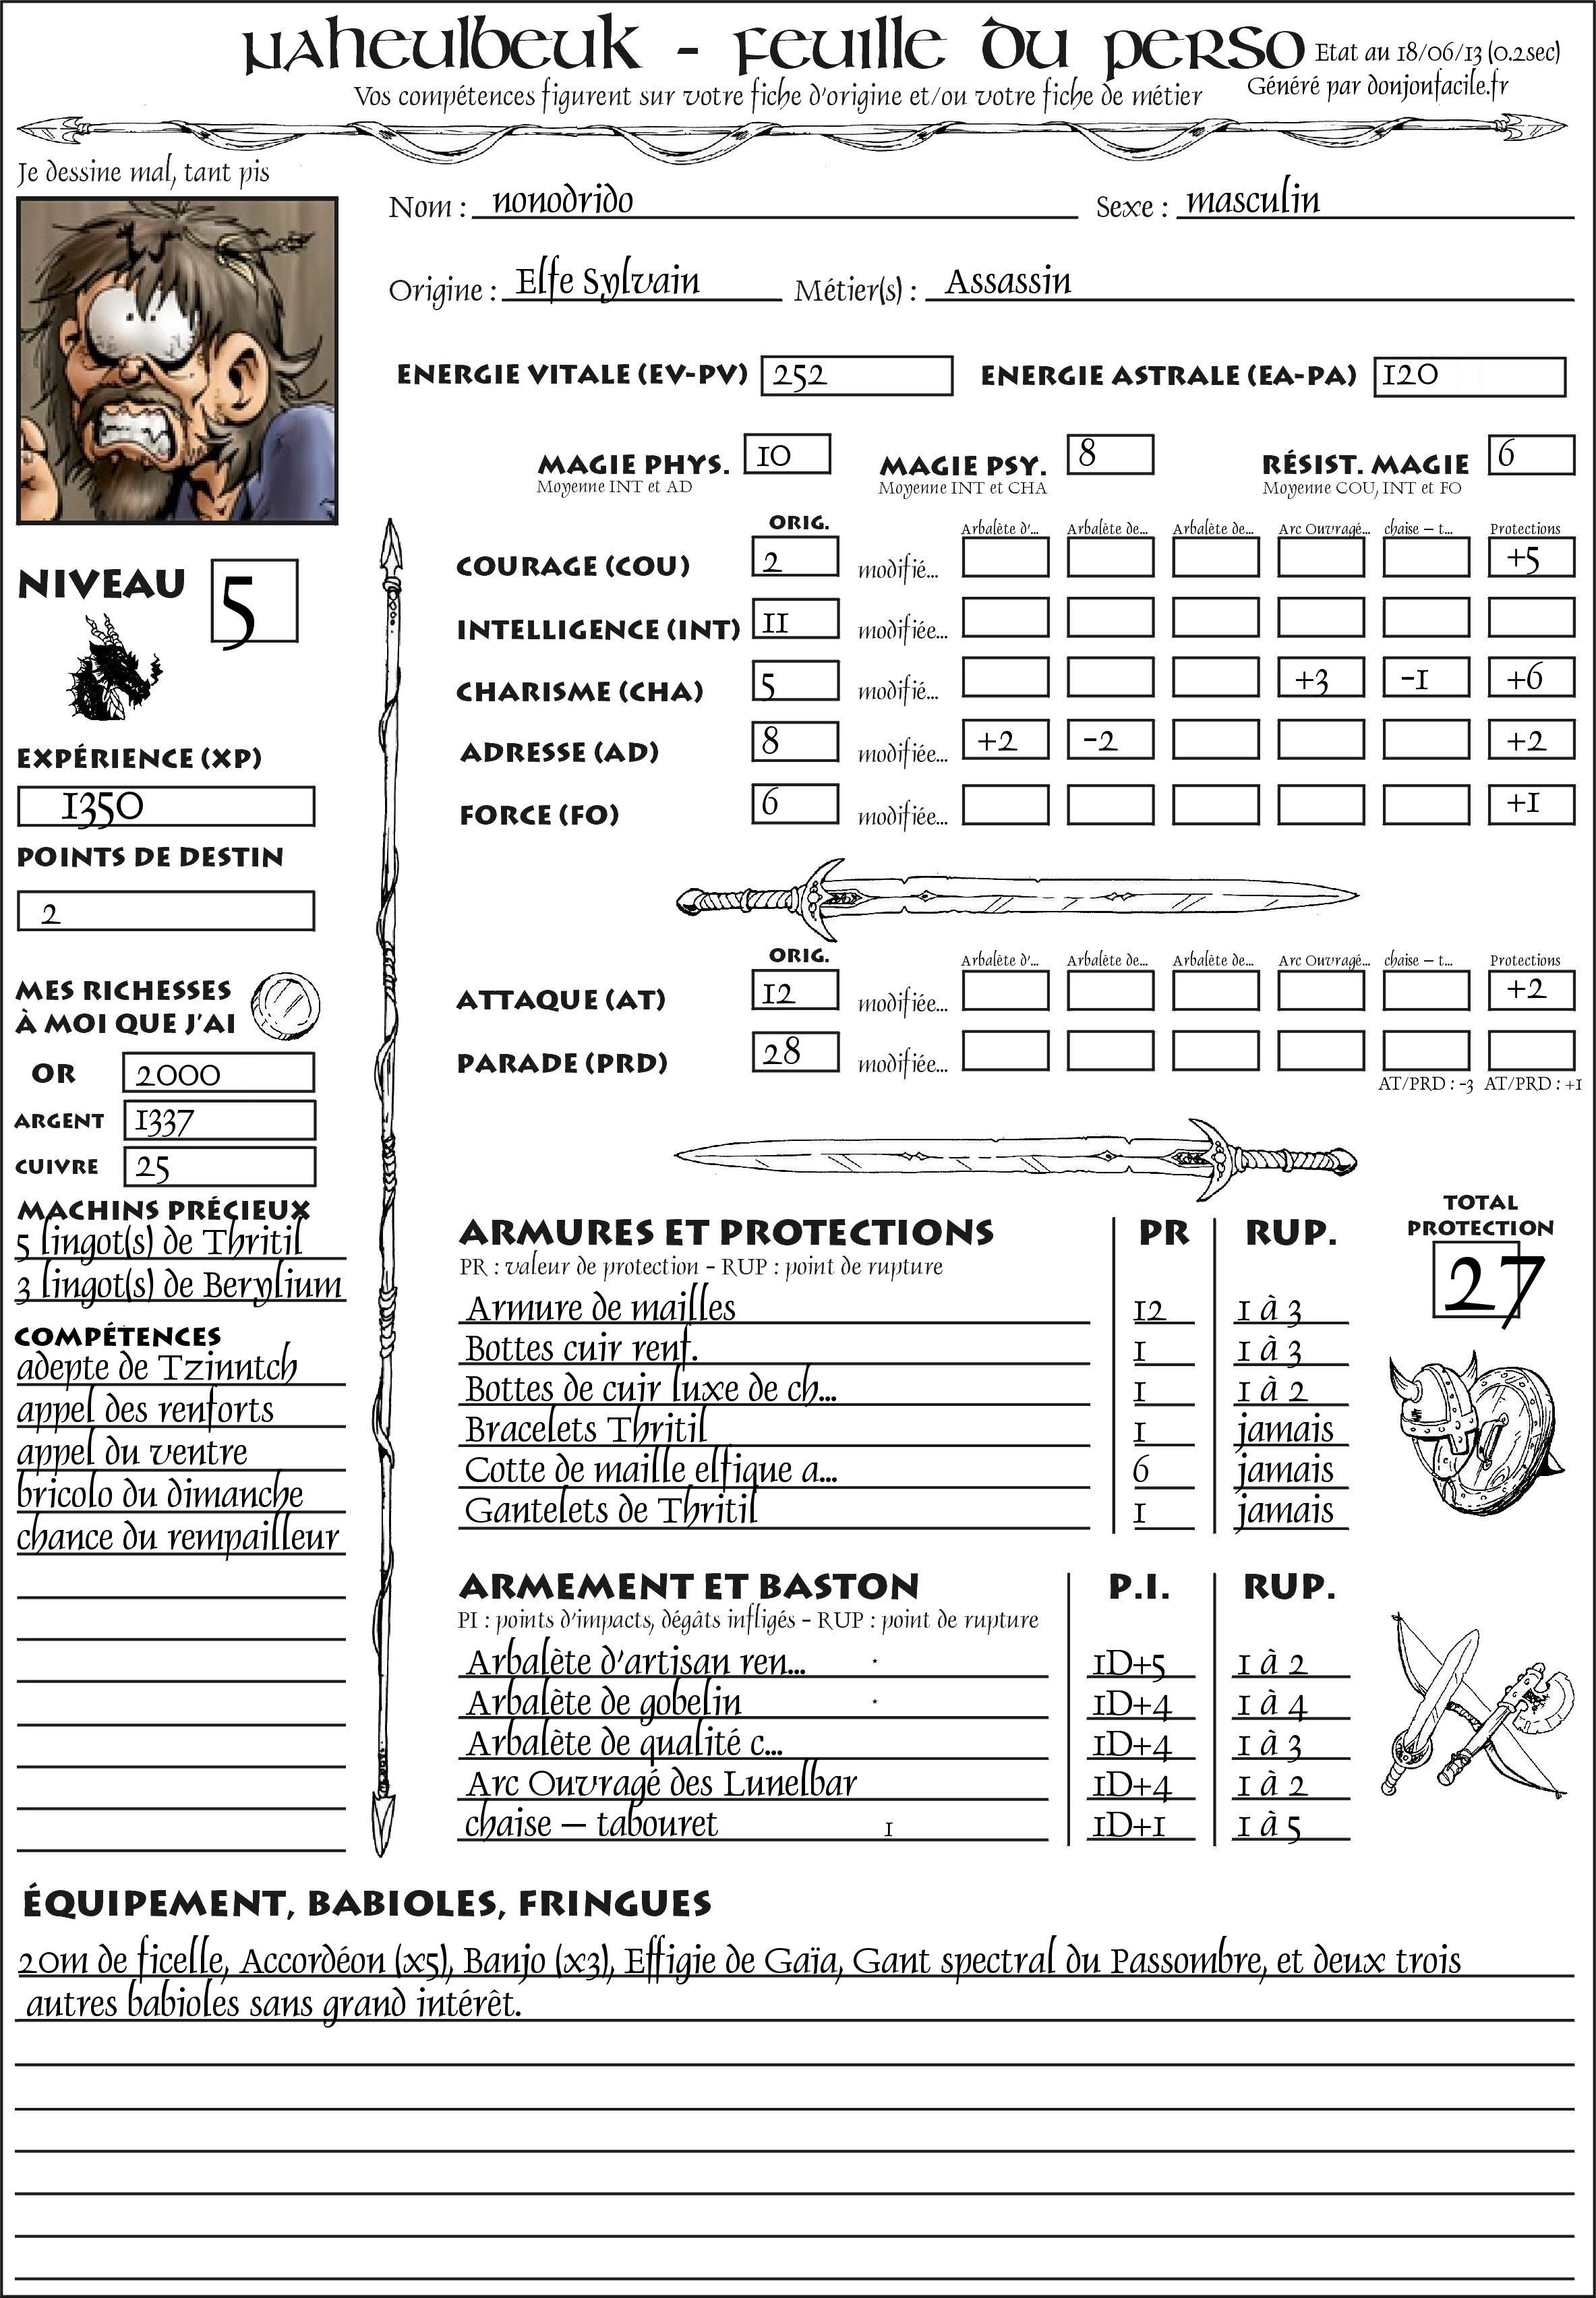 Naheulbeuk - Feuille du perso
Etat au 18/06/13 (0.2sec)
Vos compétences figurent sur votre fiche d'origine et/ou votre fiche de métier
Généré par donjonfacile.fr
Je dessine mal, tant pis
Nom : nonodrido Sexe : masculin
Origine : Elfe Sylvain Métier(s) : Assassin
ENERGIE VITALE (EV-PV) 252 ENERGIE ASTRALE (EA-PA) 120
MAGIE PHYS. 10 MAGIE PSY. 8 RÉSIST. MAGIE 6
Moyenne INT et AD Moyenne INT et CHA Moyenne COU, INT et FO
ORIG. Arbalète d'... Arbalète de... Arbalète de... Arc Ouvragé... chaise – t... Protections
COURAGE (COU) 2 modifié... +5
INTELLIGENCE (INT) 11 modifiée...
CHARISME (CHA) 5 modifié... +3 -1 +6
ADRESSE (AD) 8 modifiée... +2 -2 +2
FORCE (FO) 6 modifiée... +1
NIVEAU 5
EXPÉRIENCE (XP)
1350
POINTS DE DESTIN
2
ORIG. Arbalète d'... Arbalète de... Arbalète de... Arc Ouvragé... chaise – t... Protections
ATTAQUE (AT) 12 modifiée... +2
PARADE (PRD) 28 modifiée...
AT/PRD : -3 AT/PRD : +1
MES RICHESSES
À MOI QUE J'AI
OR 2000
ARGENT 1337
CUIVRE 25
MACHINS PRÉCIEUX
5 lingot(s) de Thritil
3 lingot(s) de Berylium
COMPÉTENCES
adepte de Tzinntch
appel des renforts
appel du ventre
bricolo du dimanche
chance du rempailleur
ARMURES ET PROTECTIONS PR RUP.
PR : valeur de protection - RUP : point de rupture
Armure de mailles 12 1 à 3
Bottes cuir renf. 1 1 à 3
Bottes de cuir luxe de ch... 1 1 à 2
Bracelets Thritil 1 jamais
Cotte de maille elfique a... 6 jamais
Gantelets de Thritil 1 jamais
TOTAL
PROTECTION
27
ARMEMENT ET BASTON P.I. RUP.
PI : points d'impacts, dégâts infligés - RUP : point de rupture
Arbalète d'artisan ren... * 1D+5 1 à 2
Arbalète de gobelin * 1D+4 1 à 4
Arbalète de qualité c... 1D+4 1 à 3
Arc Ouvragé des Lunelbar 1D+4 1 à 2
chaise – tabouret 1 1D+1 1 à 5
ÉQUIPEMENT, BABIOLES, FRINGUES
20m de ficelle, Accordéon (x5), Banjo (x3), Effigie de Gaïa, Gant spectral du Passombre, et deux trois
autres babioles sans grand intérêt.